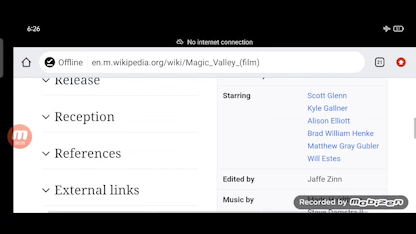 6:26
No internet connection
Offline en.m.wikipedia.org/wiki/Magic_Valley_(film)
Release
Reception
References
External links
Starring
Scott Glenn
Kyle Gallner
Alison Elliott
Brad William Henke
Matthew Gray Gubler
Will Estes
Edited by Jaffe Zinn
Music by
Recorded by MOBIZEN